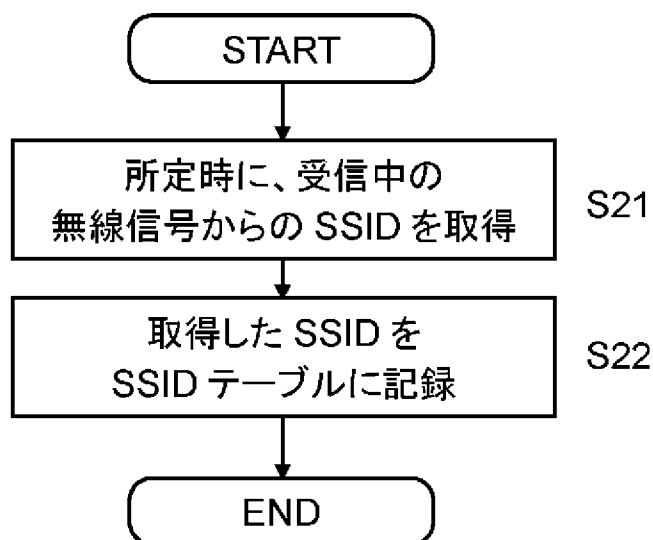 START
所定時に、受信中の
無線信号からの SSID を取得
S21
取得した SSID を
SSID テーブルに記録
S22
END